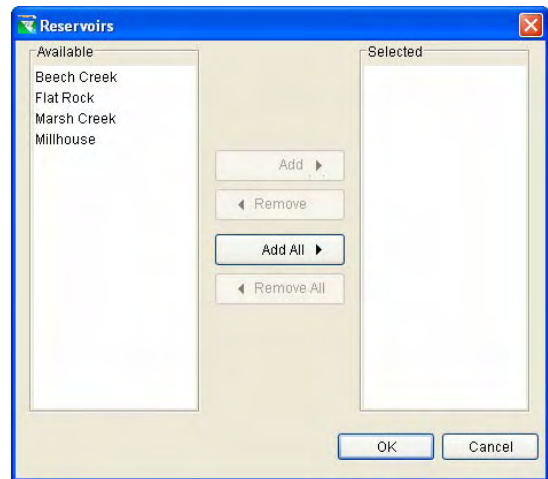 Reservoirs
Available
Beech Creek
Flat Rock
Marsh Creek
Millhouse
Add
Remove
Add All
Remove All
Selected
OK
Cancel